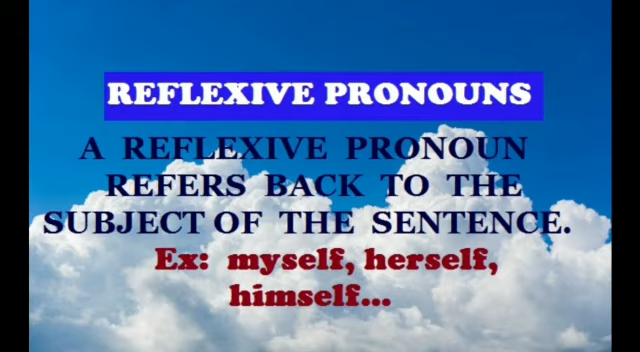 REFLEXIVE PRONOUNS
A REFLEXIVE PRONOUN
REFERS BACK TO THE
SUBJECT OF THE SENTENCE.
Ex: myself, herself,
himself...